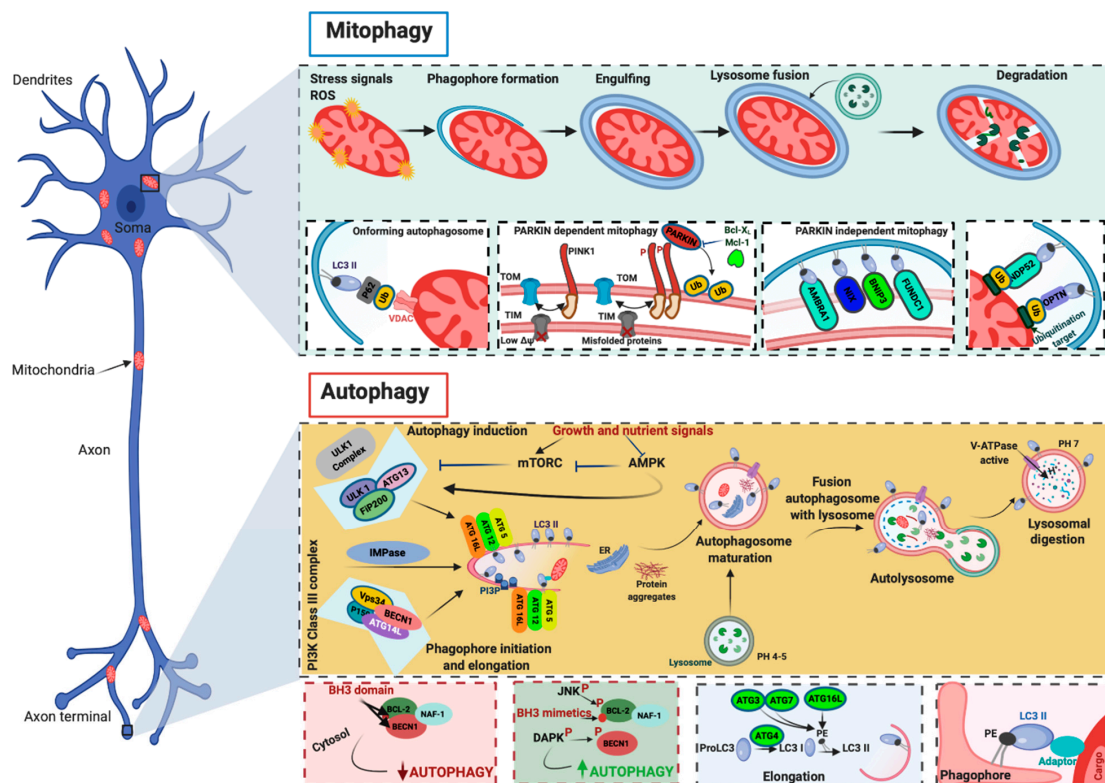 Mitophagy
Dendrites
Soma
Mitochondria
Axon
Axon terminal
Stress signals
ROS
Phagophore formation
Engulfing
Lysosome fusion
Degradation
Onforming autophagosome
LC3 II
P62
Ub
VDAC
PARKIN dependent mitophagy
PINK1
P
P
PARKIN
Bcl-XL
Mcl-1
TOM
TOM
Ub
Ub
TIM
TIM
Low Δψ
Misfolded proteins
PARKIN independent mitophagy
AMBRA1
NIX
BNIP3
FUNDC1
Ub
NDP52
Ub
OPTN
Ubiquitination
target
Autophagy
Autophagy induction
Growth and nutrient signals
ULK1
Complex
mTORC
AMPK
ULK 1
ATG13
FIP200
PI3K Class III complex
IMPase
Vps34
P150
BECN1
ATG14L
ATG 16L
ATG 12
ATG 5
LC3 II
PI3P
ATG 16L
ATG 12
ATG 5
ER
Protein
aggregates
Phagophore initiation
and elongation
Autophagosome
maturation
Lysosome
PH 4-5
Fusion
autophagosome
with lysosome
Autolysosome
V-ATPase
active
PH 7
H+
Lysosomal
digestion
BH3 domain
BCL-2
NAF-1
BECN1
Cytosol
AUTOPHAGY
JNK
P
P
BCL-2
NAF-1
BH3 mimetics
DAPK
P
P
BECN1
AUTOPHAGY
ATG3
ATG7
ATG16L
ATG4
PE
ProLC3
LC3 I
LC3 II
Elongation
LC3 II
PE
Adaptor
Cargo
Phagophore